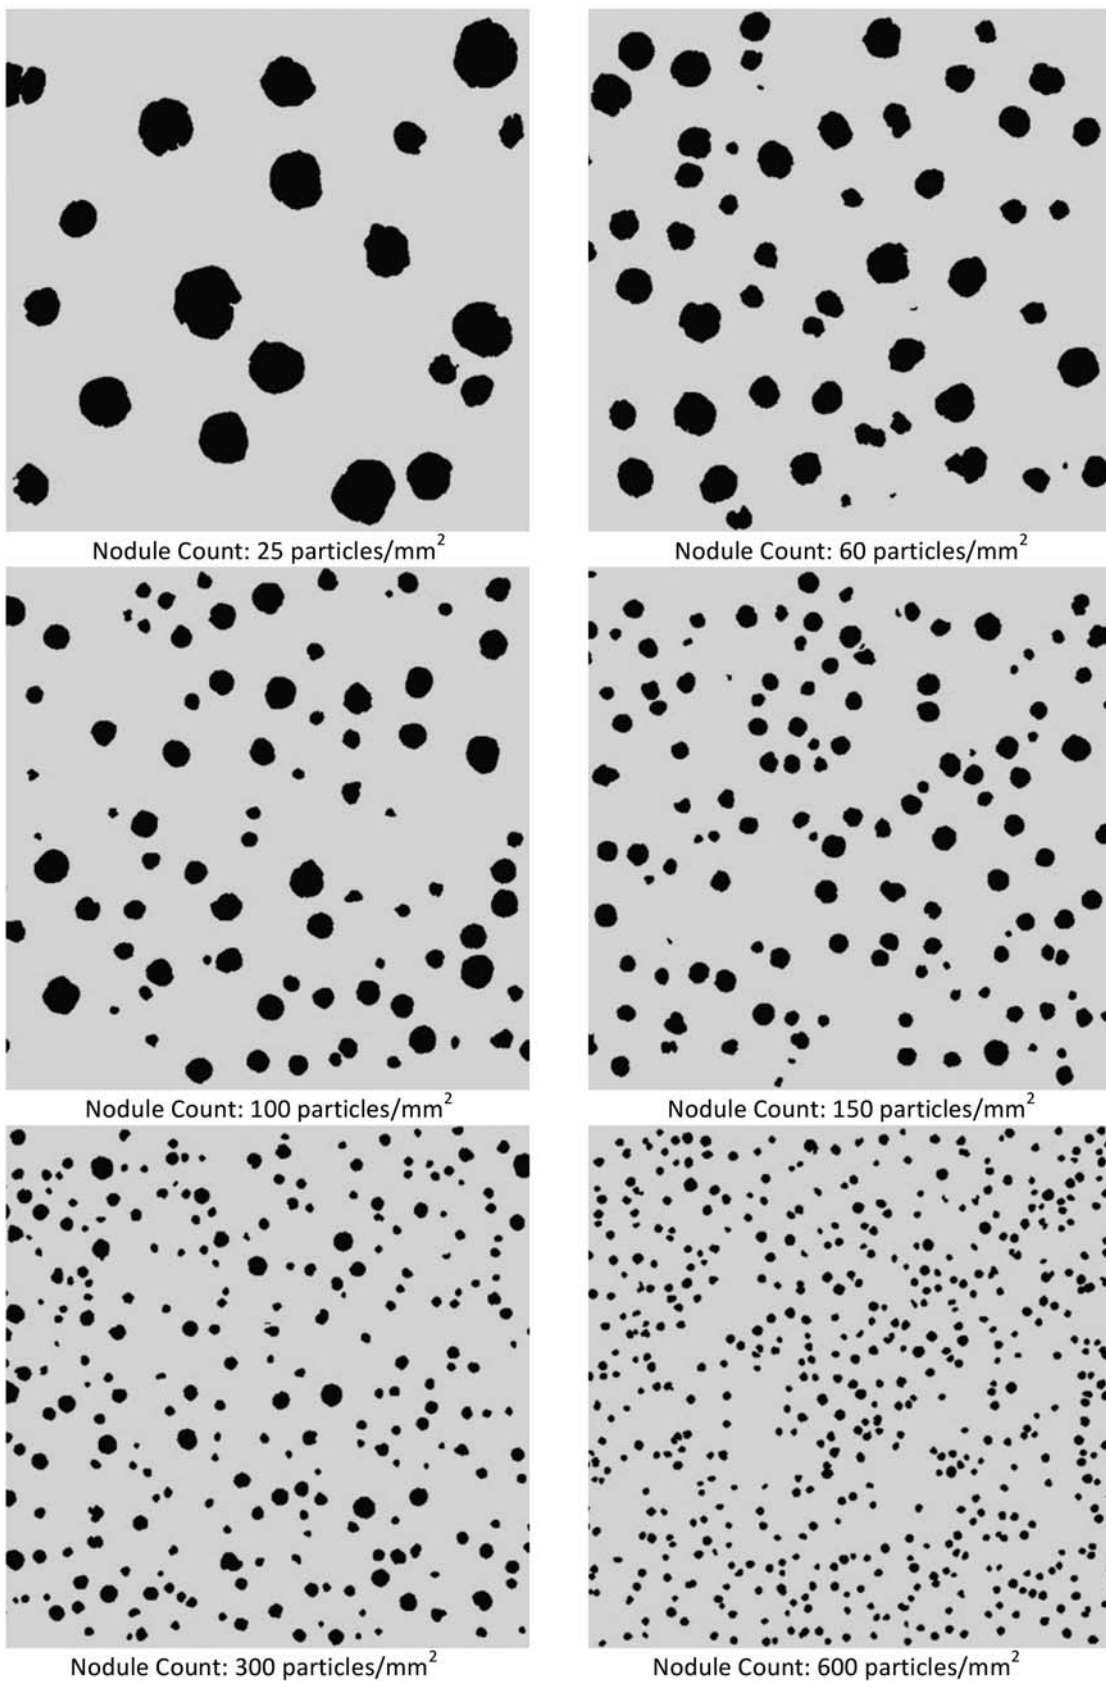 Nodule Count: 25 particles/mm²
Nodule Count: 60 particles/mm²
Nodule Count: 100 particles/mm²
Nodule Count: 150 particles/mm²
Nodule Count: 300 particles/mm²
Nodule Count: 600 particles/mm²